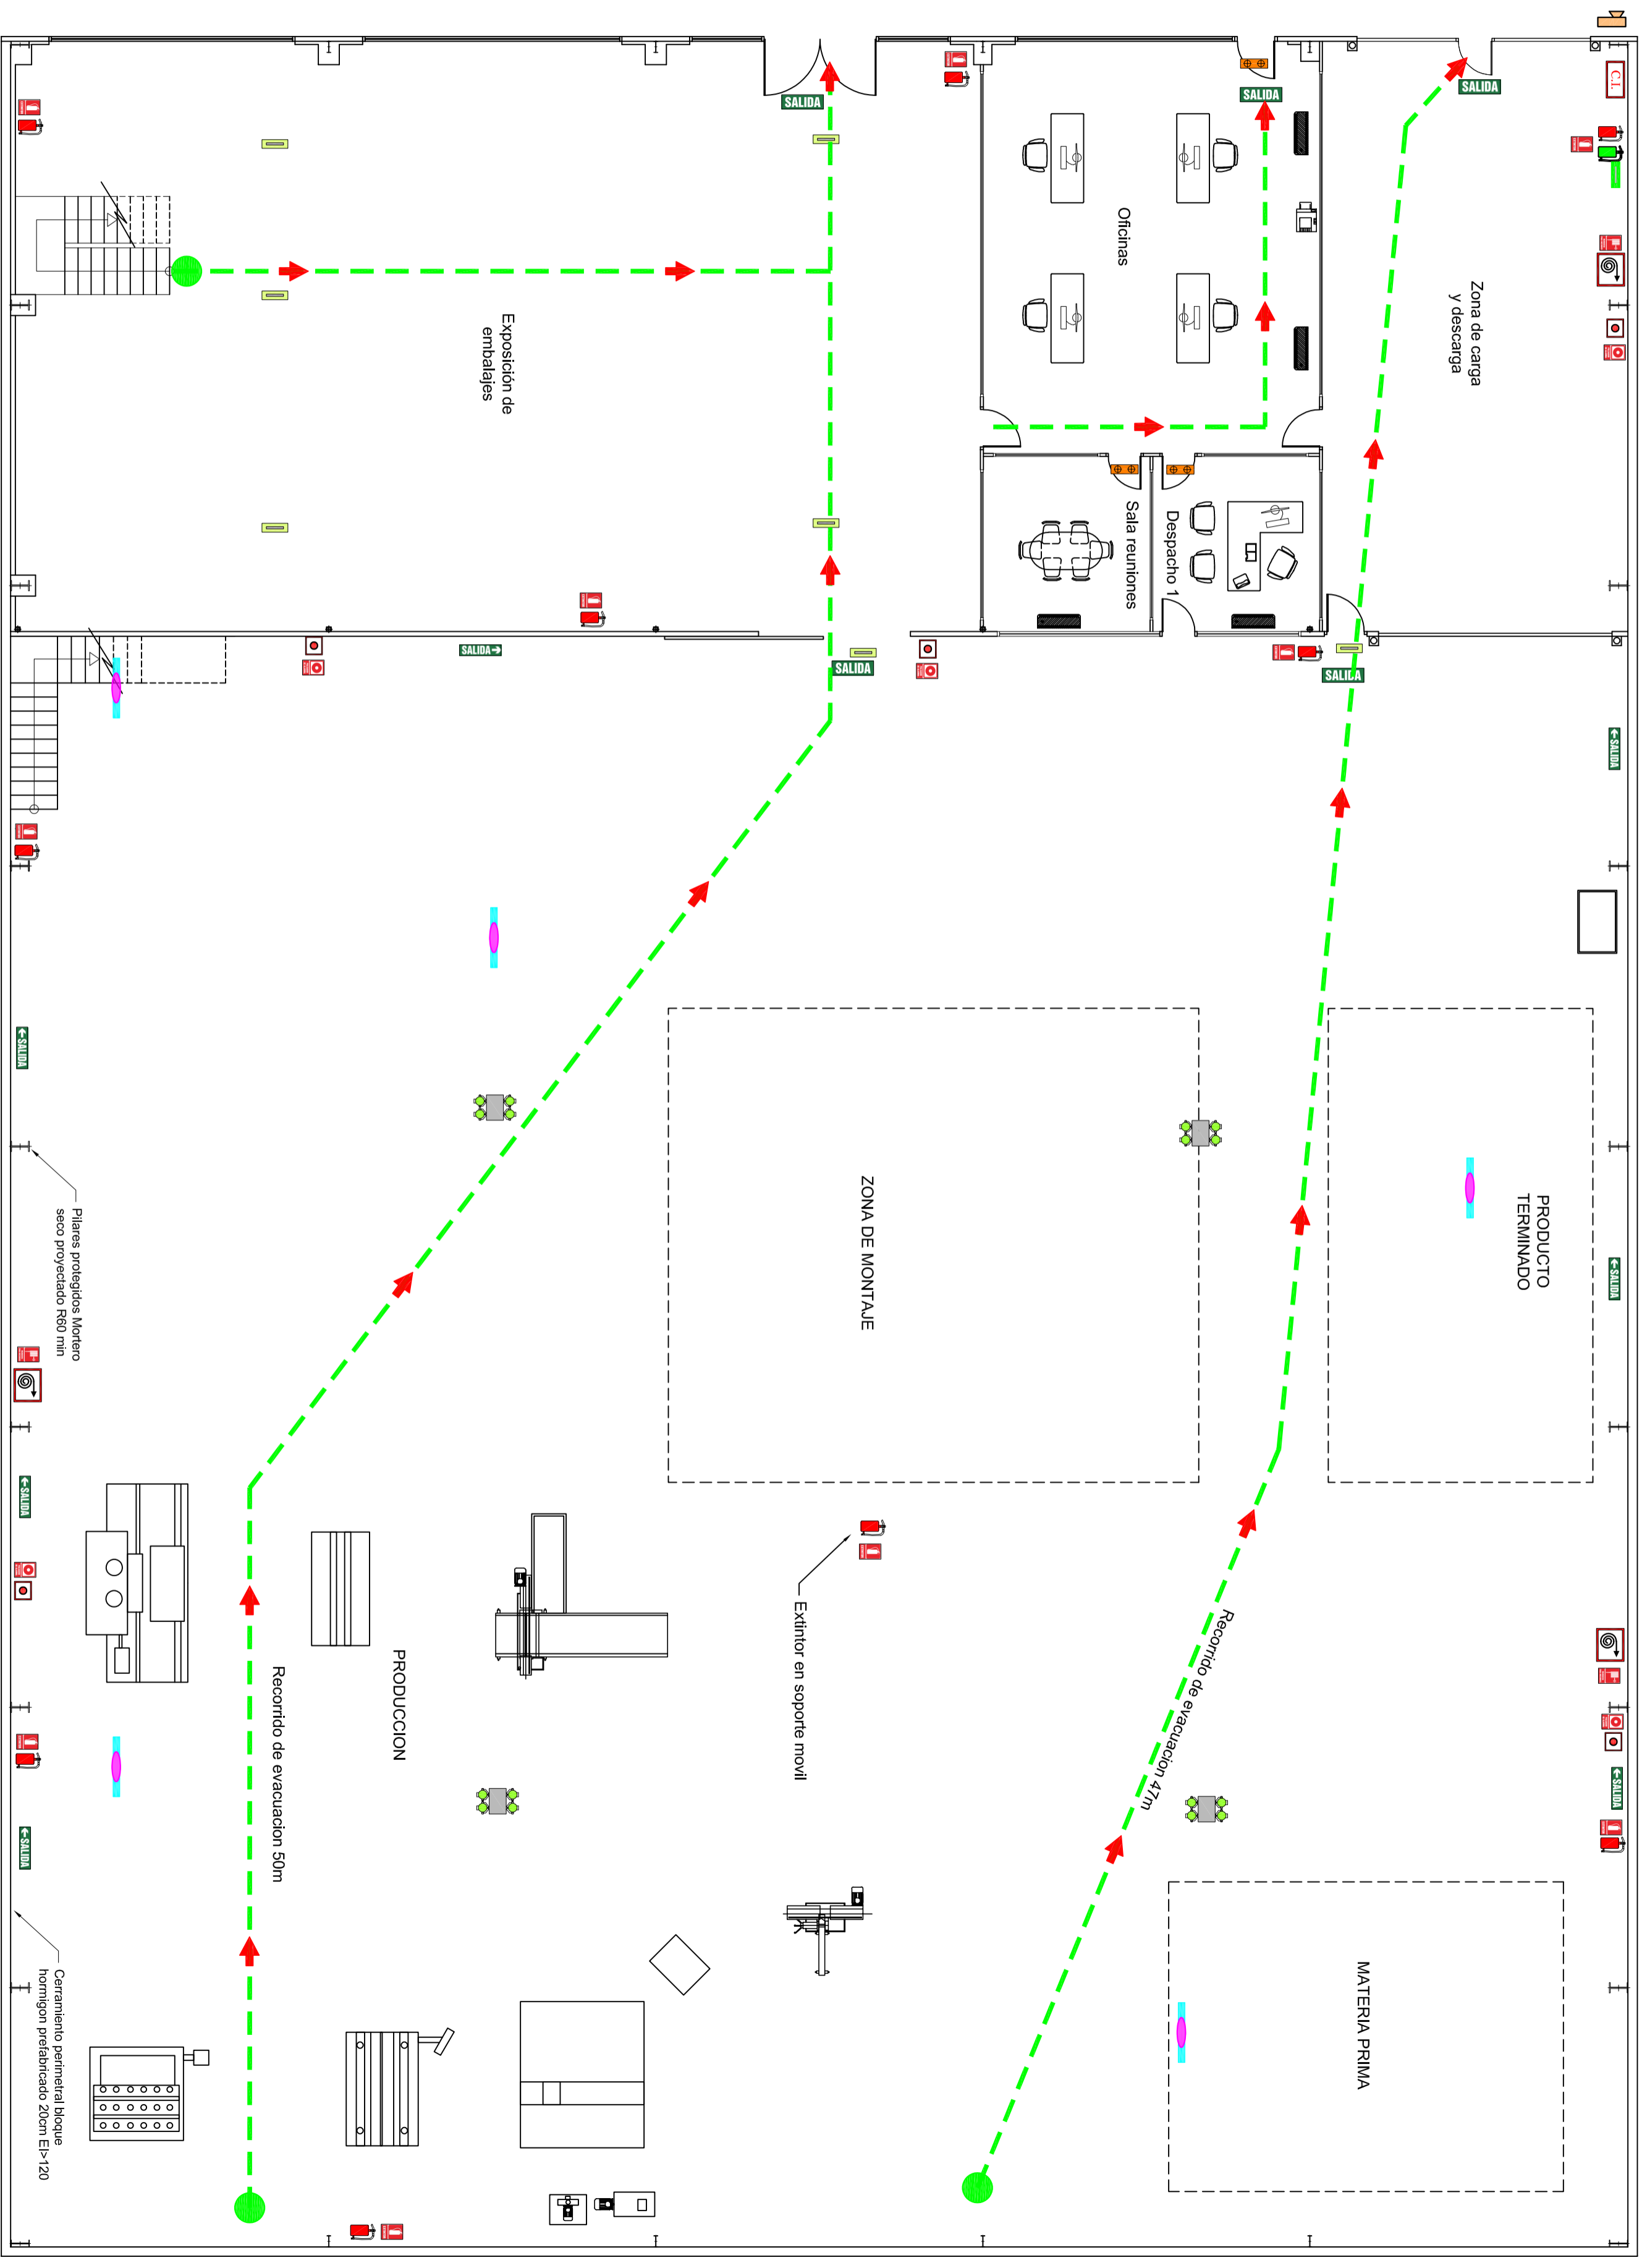 SALIDA
SALIDA
SALIDA
C.I.
Oficinas
Zona de carga
y descarga
Exposición de
embalajes
Sala reuniones
Despacho 1
SALIDA
SALIDA
SALIDA
SALIDA
SALIDA
ZONA DE MONTAJE
PRODUCTO
TERMINADO
SALIDA
Pilares protegidos Mortero
seco proyectado R60 min
SALIDA
Extintor en soporte movil
Recorrido de evacuacion 47m
PRODUCCION
Recorrido de evacuacion 50m
SALIDA
SALIDA
MATERIA PRIMA
Cerramiento perimetral bloque
hormigon prefabricado 20cm EI>120